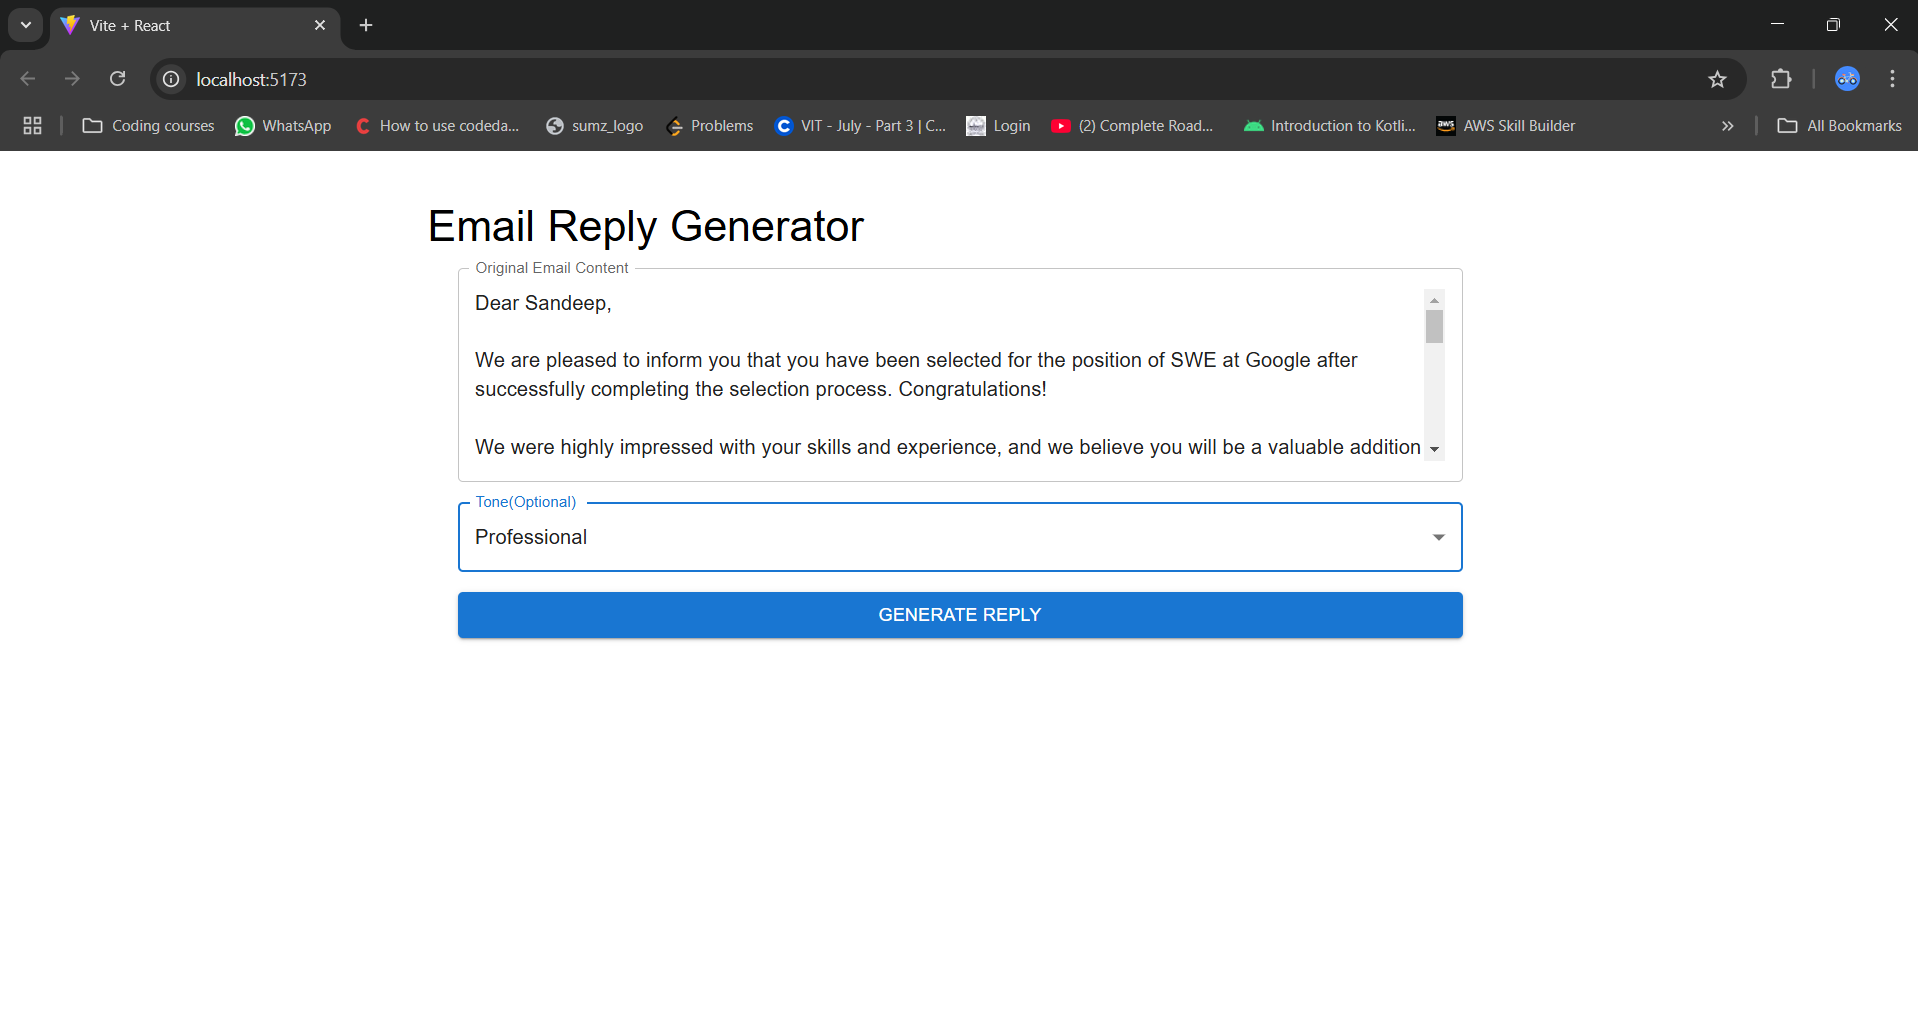 Vite + React
localhost:5173
Coding courses
WhatsApp
How to use codeda...
sumz_logo
Problems
VIT - July - Part 3 | C...
Login
(2) Complete Road...
Introduction to Kotli...
aws AWS Skill Builder
All Bookmarks
Email Reply Generator
Original Email Content
Dear Sandeep,
We are pleased to inform you that you have been selected for the position of SWE at Google after
successfully completing the selection process. Congratulations!
We were highly impressed with your skills and experience, and we believe you will be a valuable addition
Tone(Optional)
Professional
GENERATE REPLY